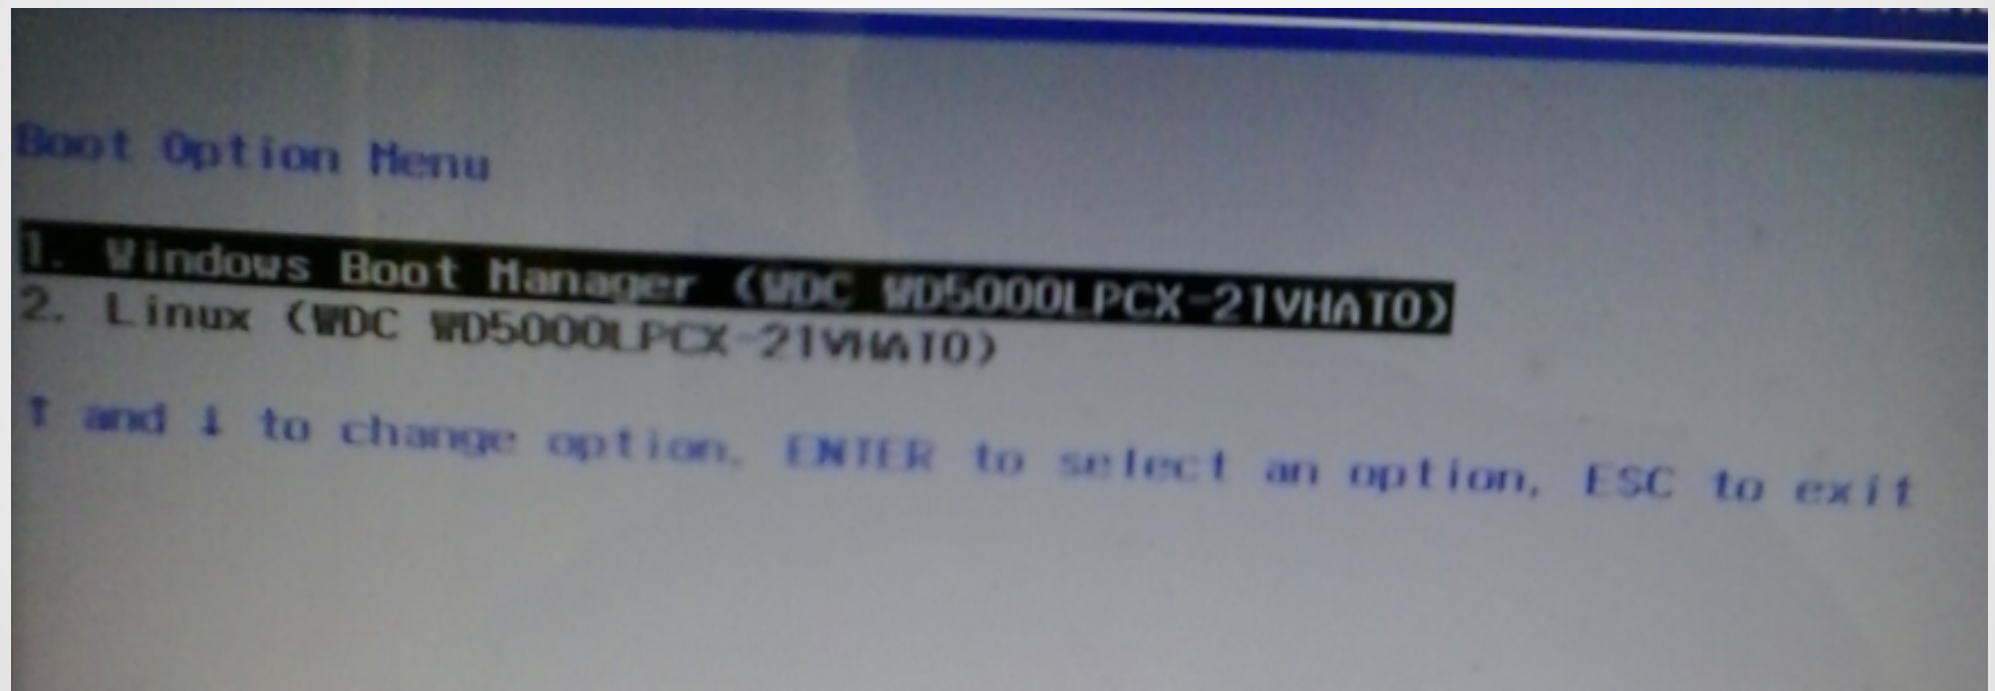 Boot Option Menu
1. Windows Boot Manager (WDC WD5000LPCX-21VHAT0)
2. Linux (WDC WD5000LPCX-21VHAT0)
↑ and ↓ to change option, ENTER to select an option, ESC to exit